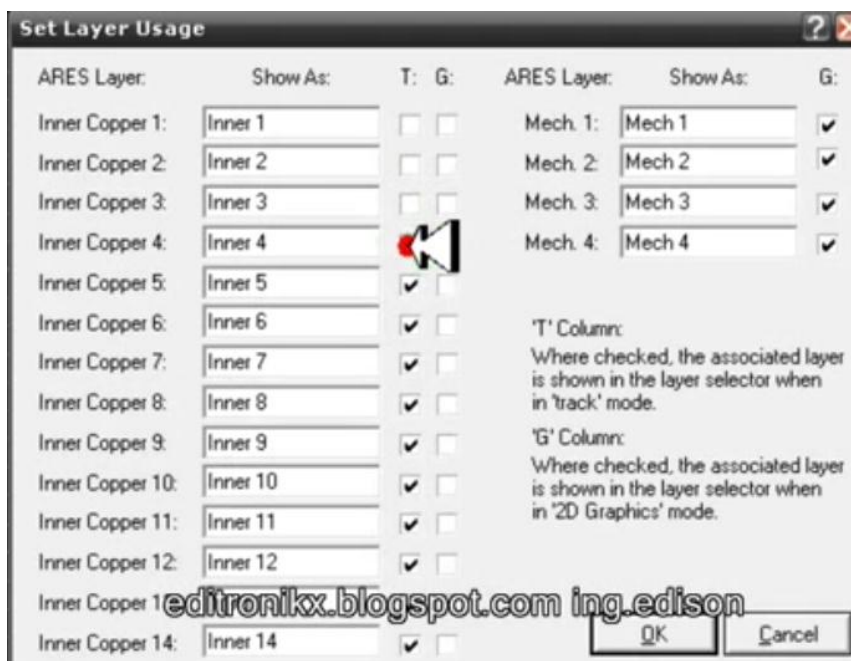 Set Layer Usage
ARES Layer: Show As: T: G:
Inner Copper 1: Inner 1
Inner Copper 2: Inner 2
Inner Copper 3: Inner 3
Inner Copper 4: Inner 4
Inner Copper 5: Inner 5
Inner Copper 6: Inner 6
Inner Copper 7: Inner 7
Inner Copper 8: Inner 8
Inner Copper 9: Inner 9
Inner Copper 10: Inner 10
Inner Copper 11: Inner 11
Inner Copper 12: Inner 12
Inner Copper
Inner Copper 14: Inner 14
ARES Layer: Show As: G:
Mech. 1: Mech 1
Mech. 2: Mech 2
Mech. 3: Mech 3
Mech. 4: Mech 4
'T' Column:
Where checked, the associated layer
is shown in the layer selector when
in 'track' mode.
'G' Column:
Where checked, the associated layer
is shown in the layer selector when
in '2D Graphics' mode.
editronikx.blogspot.com ing.edison
OK Cancel